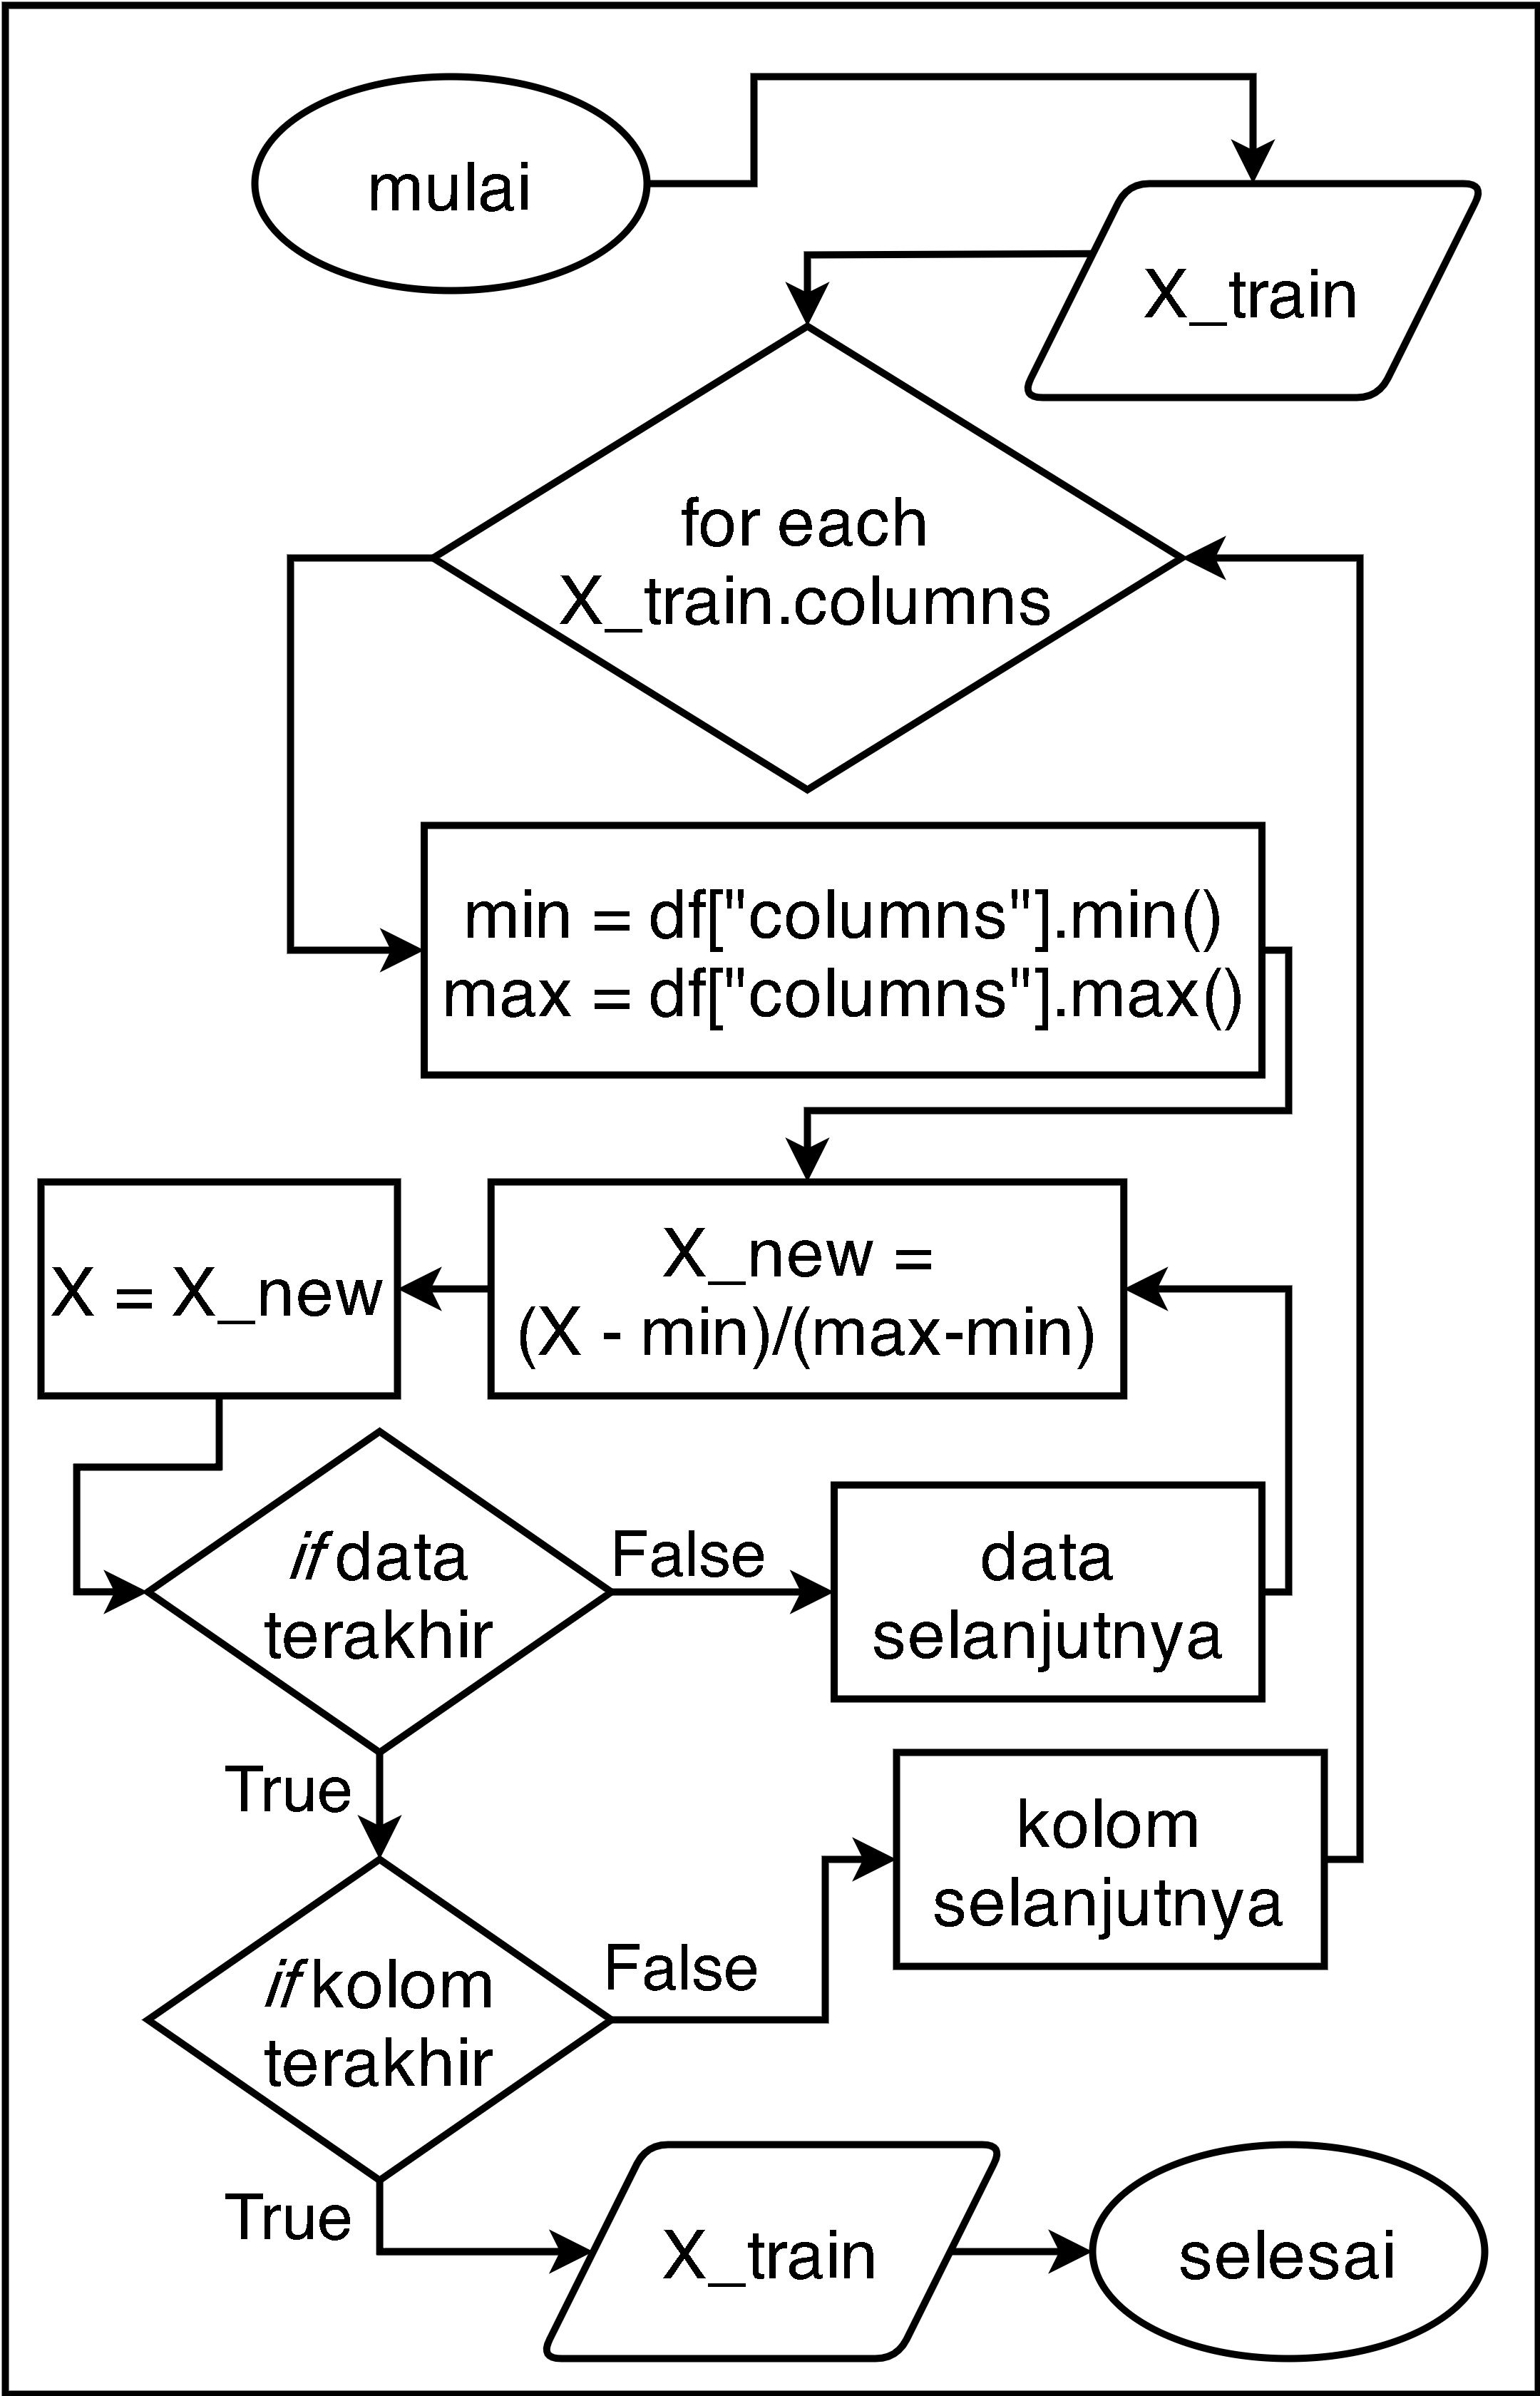 mulai
X_train
for each
X_train.columns
min = df["columns"].min()
max = df["columns"].max()
X_new =
(X - min)/(max-min)
X = X_new
if data
terakhir
False
data
selanjutnya
True
kolom
selanjutnya
if kolom
terakhir
False
True
X_train
selesai